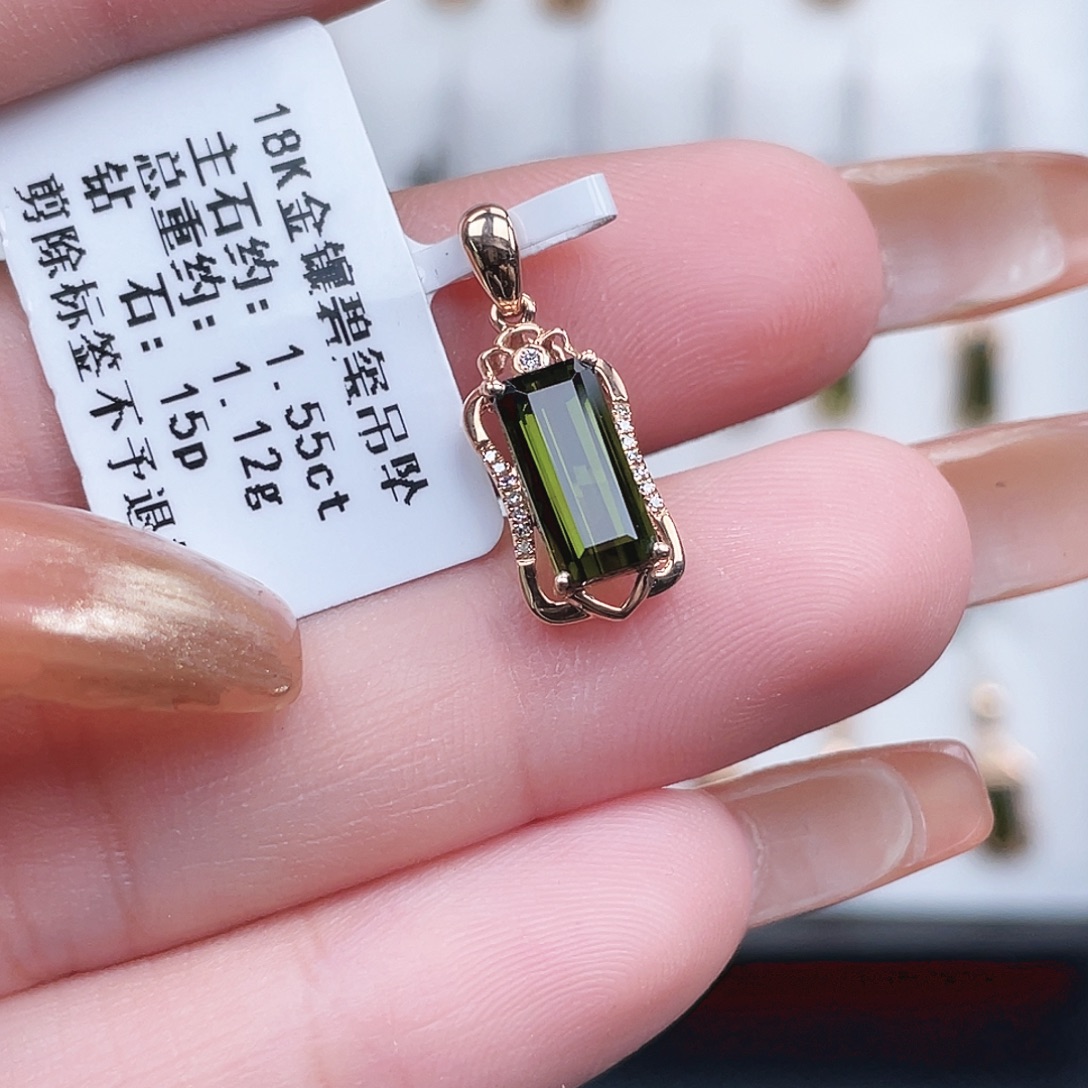 18K金镶碧玺吊坠
主石约: 1.55ct
总重约: 1.12g
钻 石: 15p
剪除标签不予退